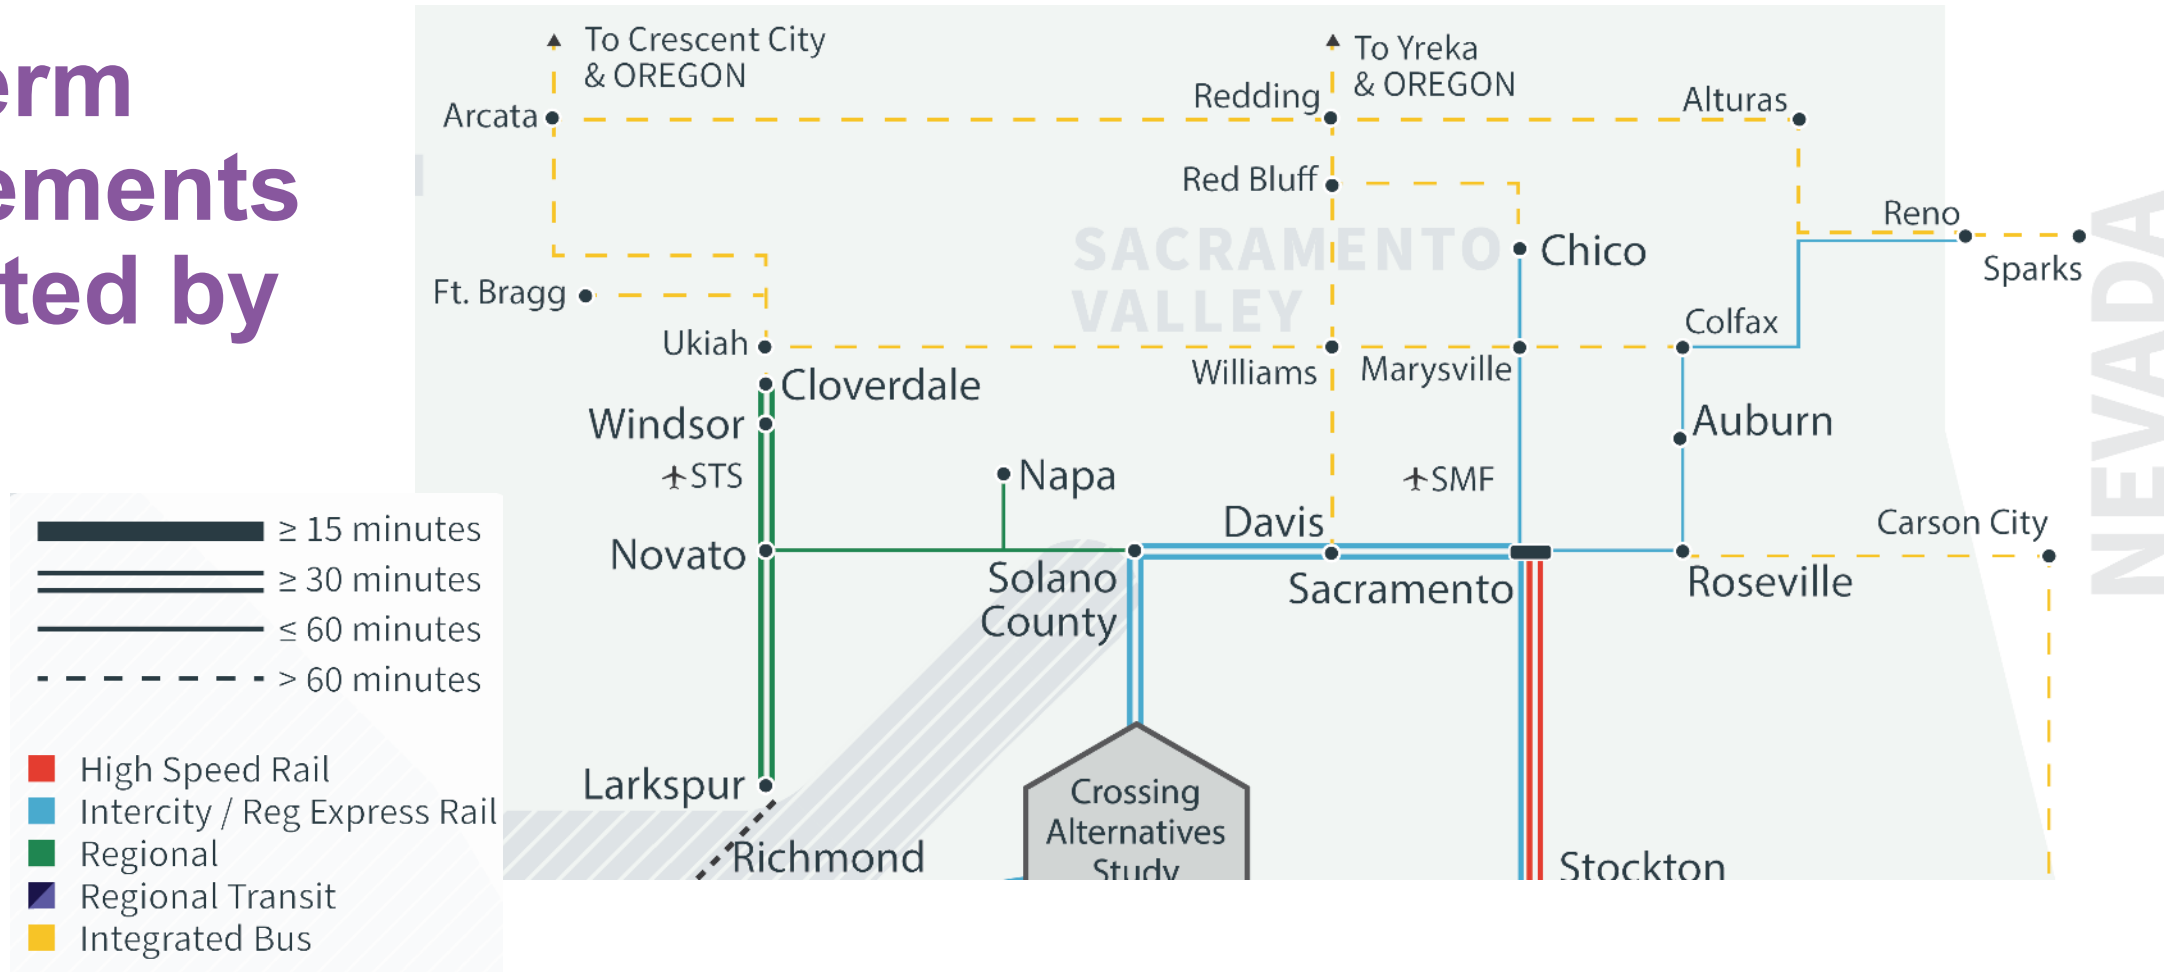 erm
ements
ted by
To Crescent City
& OREGON
To Yreka
& OREGON
Arcata
Redding
Alturas
Red Bluff
Reno
Sparks
SACRAMENTO
VALLEY
Chico
NEVADA
Ft. Bragg
Ukiah
Colfax
Williams
Marysville
Cloverdale
Windsor
Auburn
STS
Napa
SMF
Davis
Carson City
Novato
Solano
County
Sacramento
Roseville
Larkspur
Richmond
Crossing
Alternatives
Study
Stockton
≥ 15 minutes
≥ 30 minutes
≤ 60 minutes
> 60 minutes
High Speed Rail
Intercity / Reg Express Rail
Regional
Regional Transit
Integrated Bus